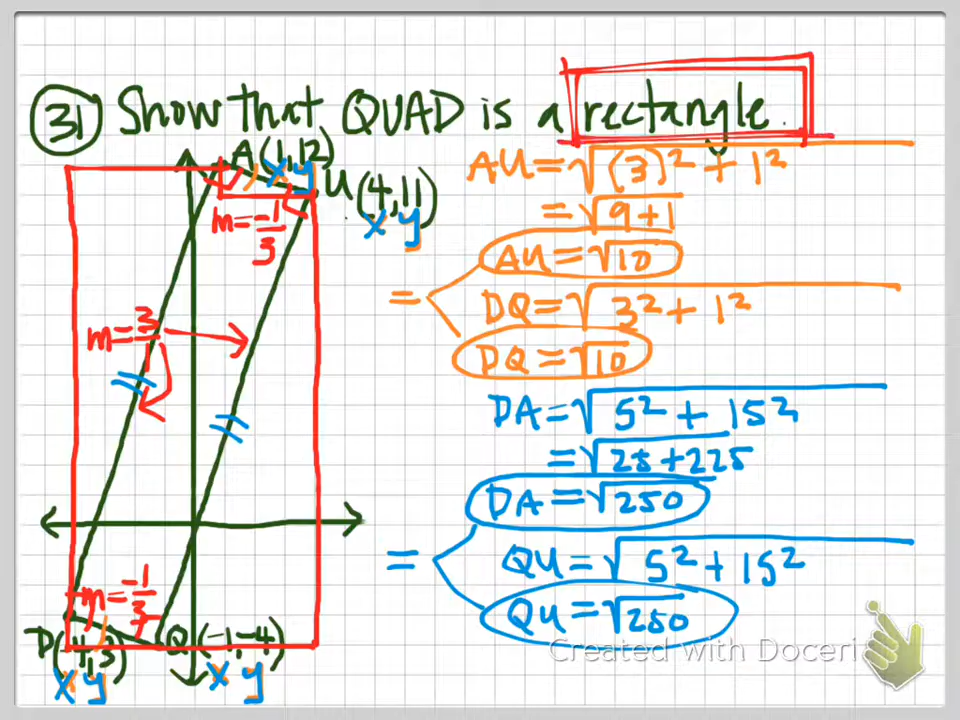 31 Show that QUAD is a rectangle.
A(1,12)
x y
U(4,11)
x y
m=-1/3
m=3/1
m=-1/3
D(-4,-3)
x y
Q(-1,-4)
x y
AU=√(3)²+1²
=√9+1
AU=√10
=
DQ=√3²+1²
DQ=√10
DA=√5²+15²
=√25+225
DA=√250
=
QU=√5²+15²
QU=√250
Created with Doceri